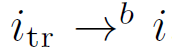 i_tr →^b i